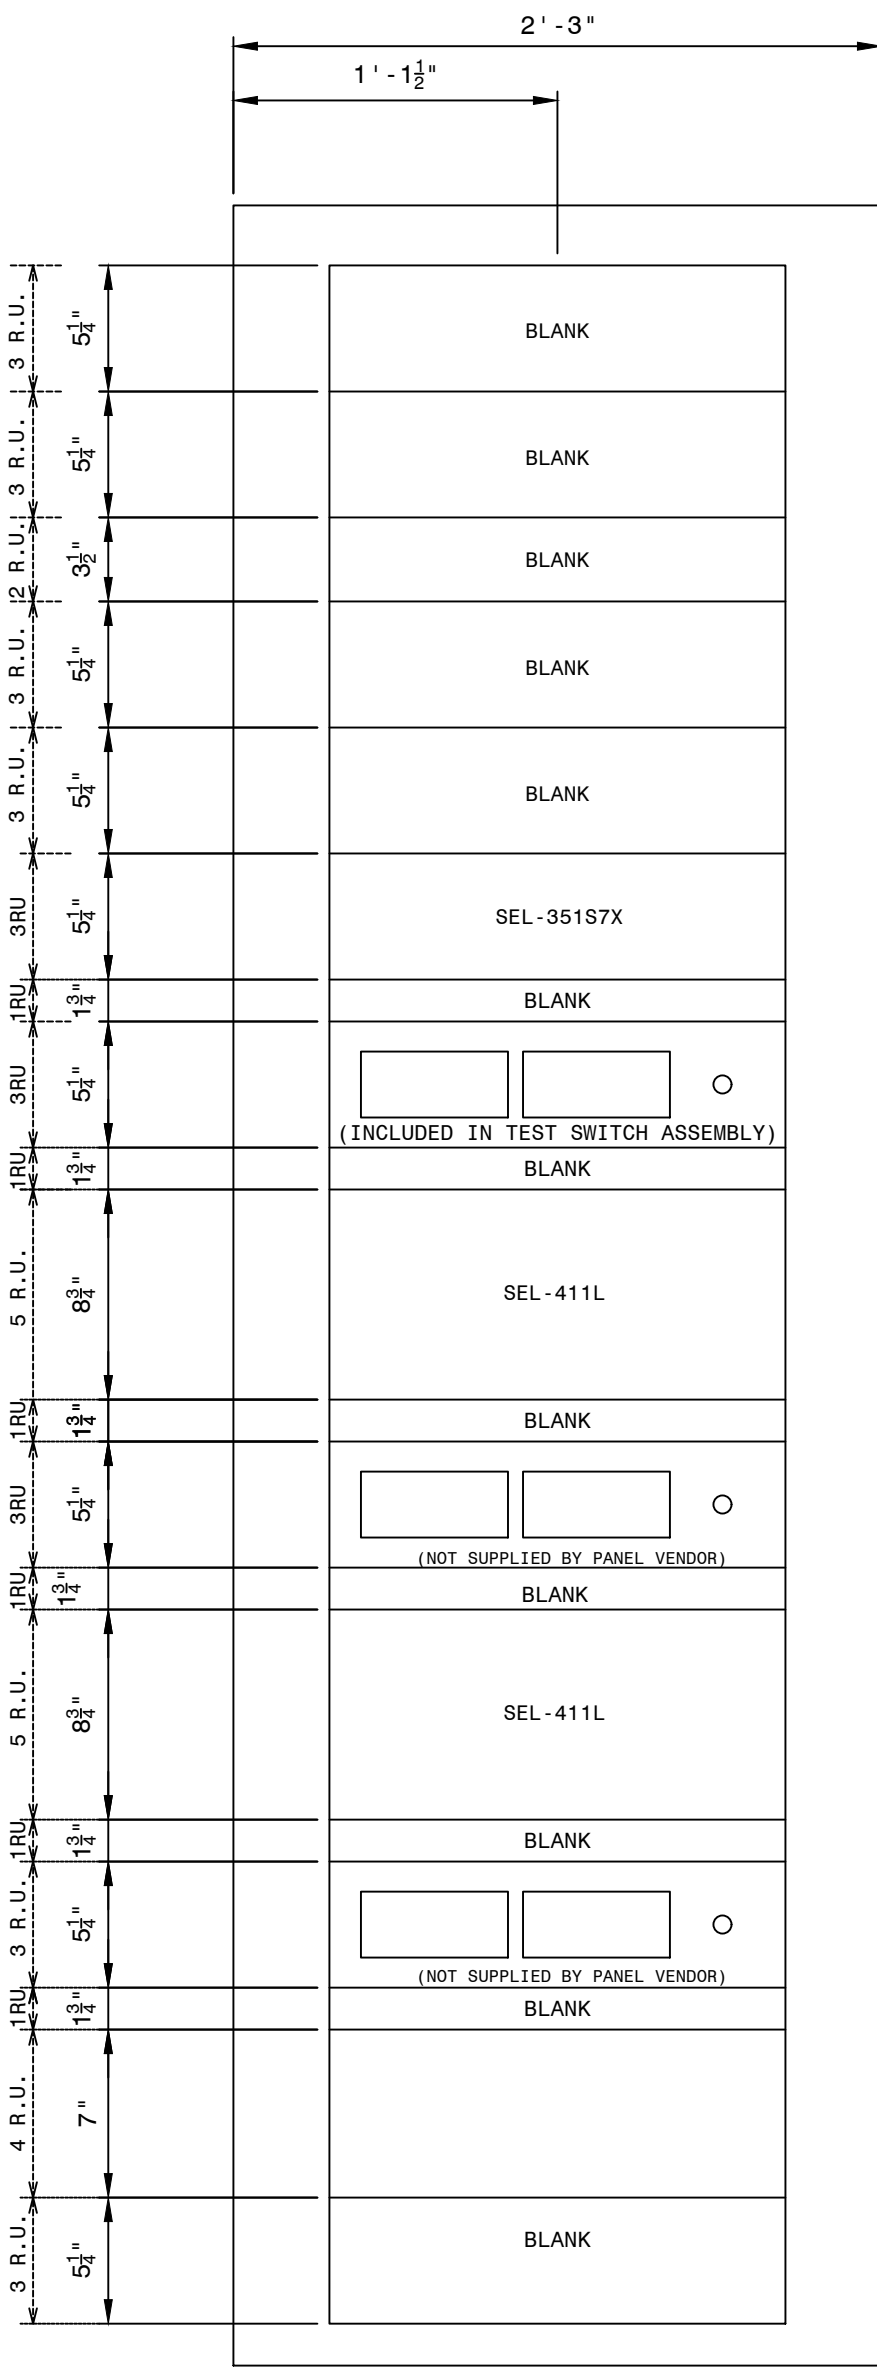 2'-3"
1'-1½"
3 R.U. 5¼" BLANK
3 R.U. 5¼" BLANK
2 R.U. 3½" BLANK
3 R.U. 5¼" BLANK
3 R.U. 5¼" BLANK
3RU 5¼" SEL-351S7X
1RU 1¾" BLANK
3RU 5¼"
(INCLUDED IN TEST SWITCH ASSEMBLY)
1RU 1¾" BLANK
5 R.U. 8¾" SEL-411L
1RU 1¾" BLANK
3RU 5¼"
(NOT SUPPLIED BY PANEL VENDOR)
1RU 1¾" BLANK
5 R.U. 8¾" SEL-411L
1RU 1¾" BLANK
3 R.U. 5¼"
(NOT SUPPLIED BY PANEL VENDOR)
1RU 1¾" BLANK
4 R.U. 7"
3 R.U. 5¼" BLANK